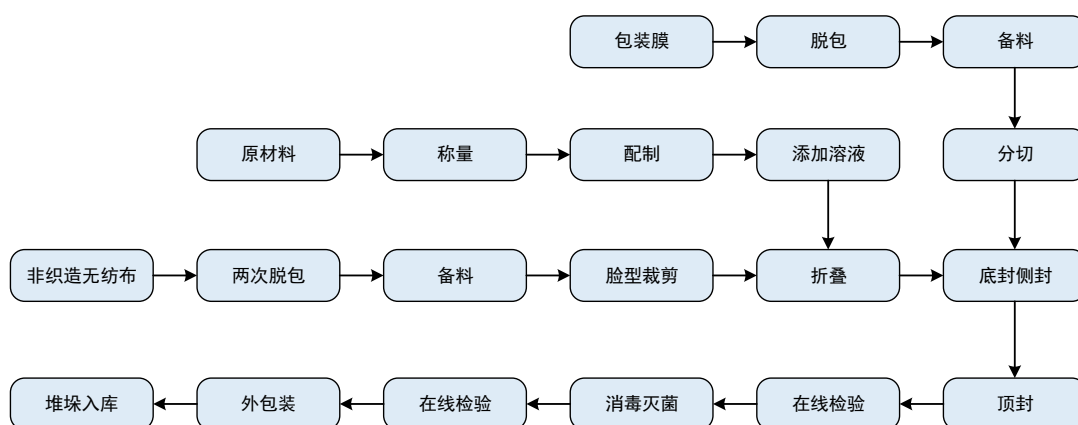 包装膜
脱包
备料
原材料
称量
配制
添加溶液
分切
非织造无纺布
两次脱包
备料
脸型裁剪
折叠
底封侧封
堆垛入库
外包装
在线检验
消毒灭菌
在线检验
顶封